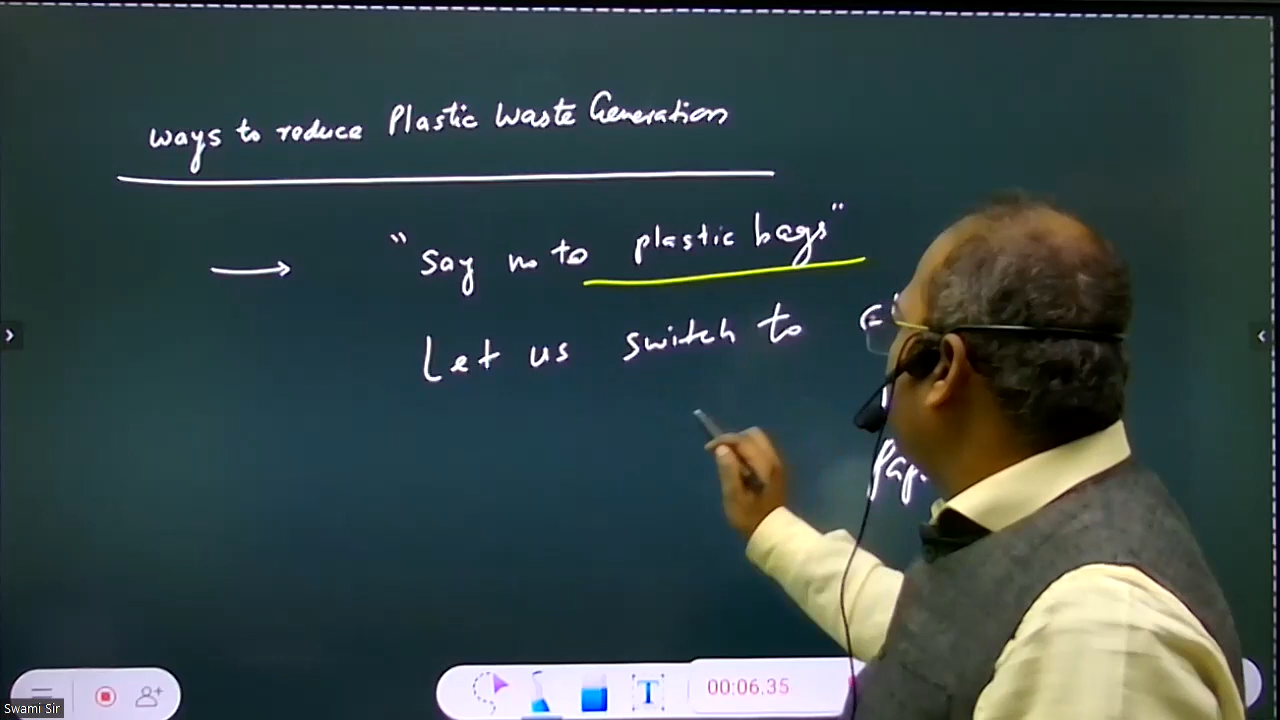 ways to reduce Plastic Waste Generation
"say no to plastic bags"
Let us switch to
T
00:06.35
Swami Sir